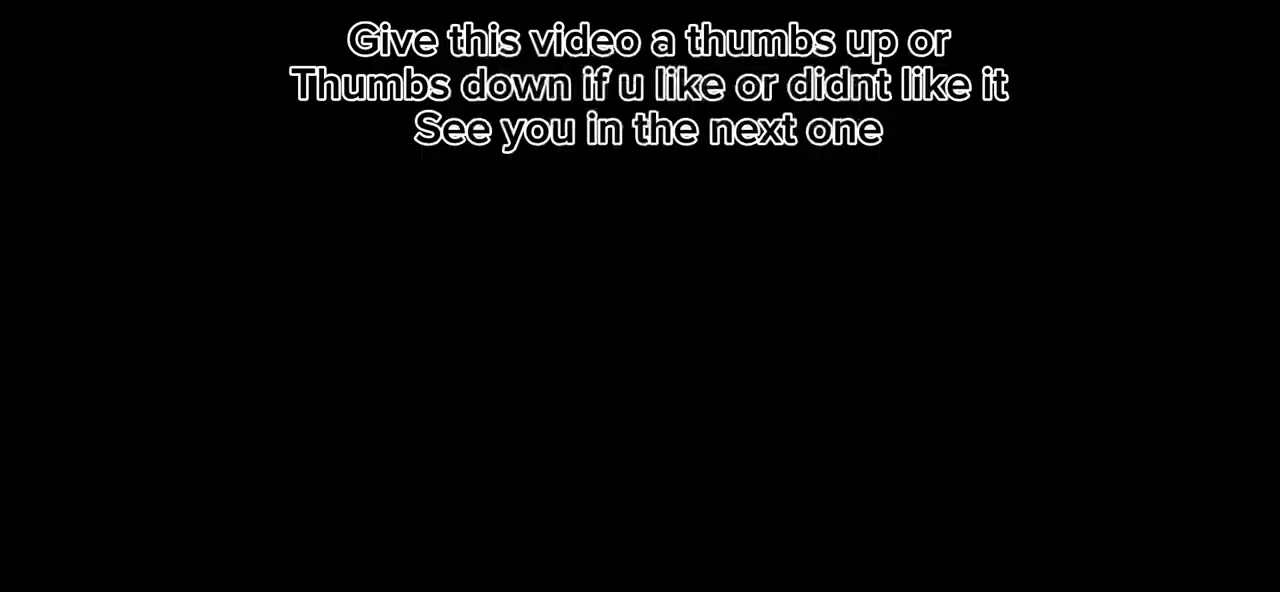 Give this video a thumbs up or
Thumbs down if u like or didnt like it
See you in the next one